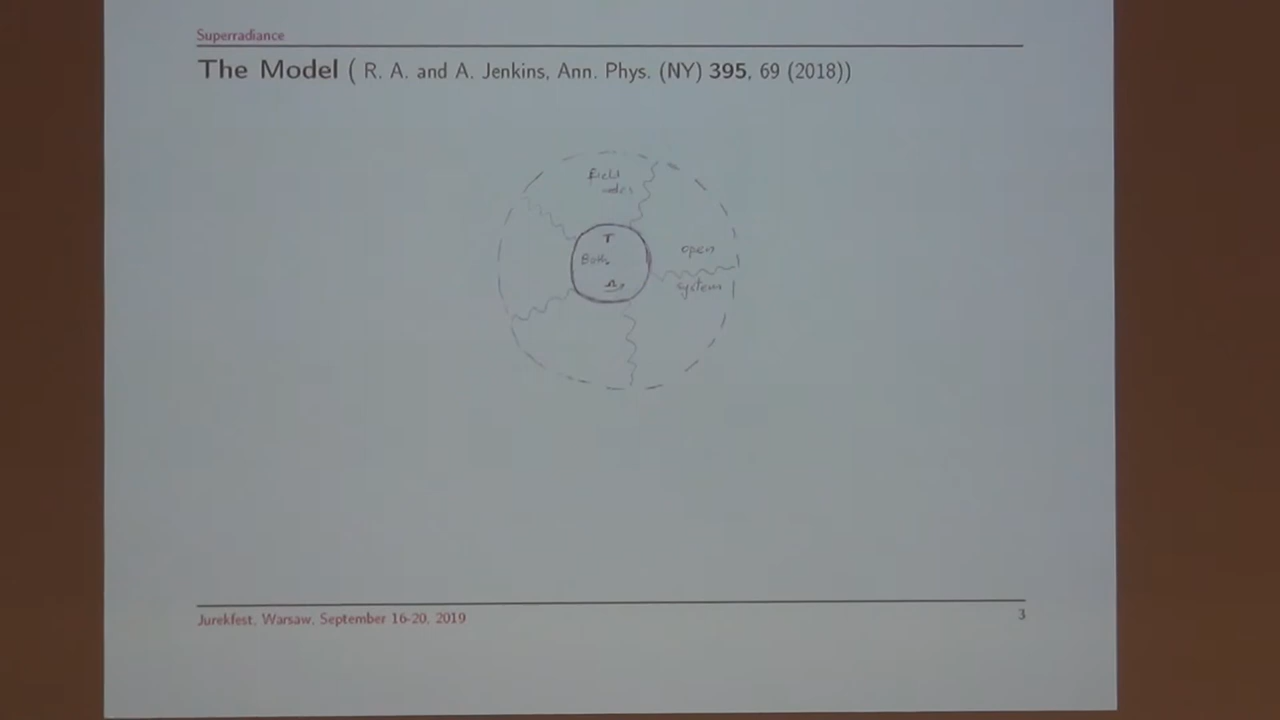 Superradiance
The Model ( R. A. and A. Jenkins, Ann. Phys. (NY) 395, 69 (2018))
field
T
open
Bath
system
Jurekfest, Warsaw, September 16-20, 2019
3